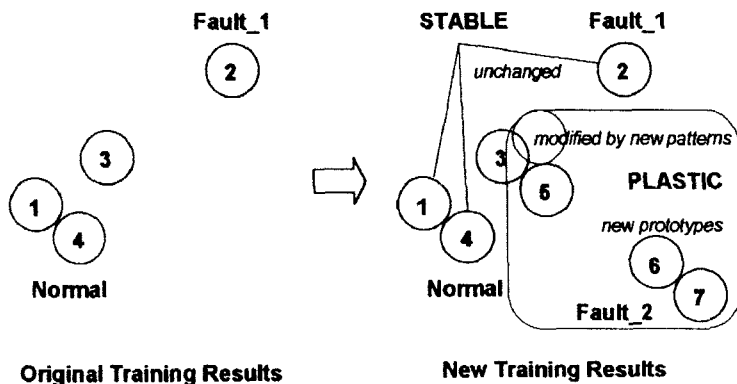 Fault_1
2
3
1
4
Normal
Original Training Results
STABLE
Fault_1
unchanged
2
modified by new patterns
3
5
PLASTIC
1
4
new prototypes
6
7
Normal
Fault_2
New Training Results